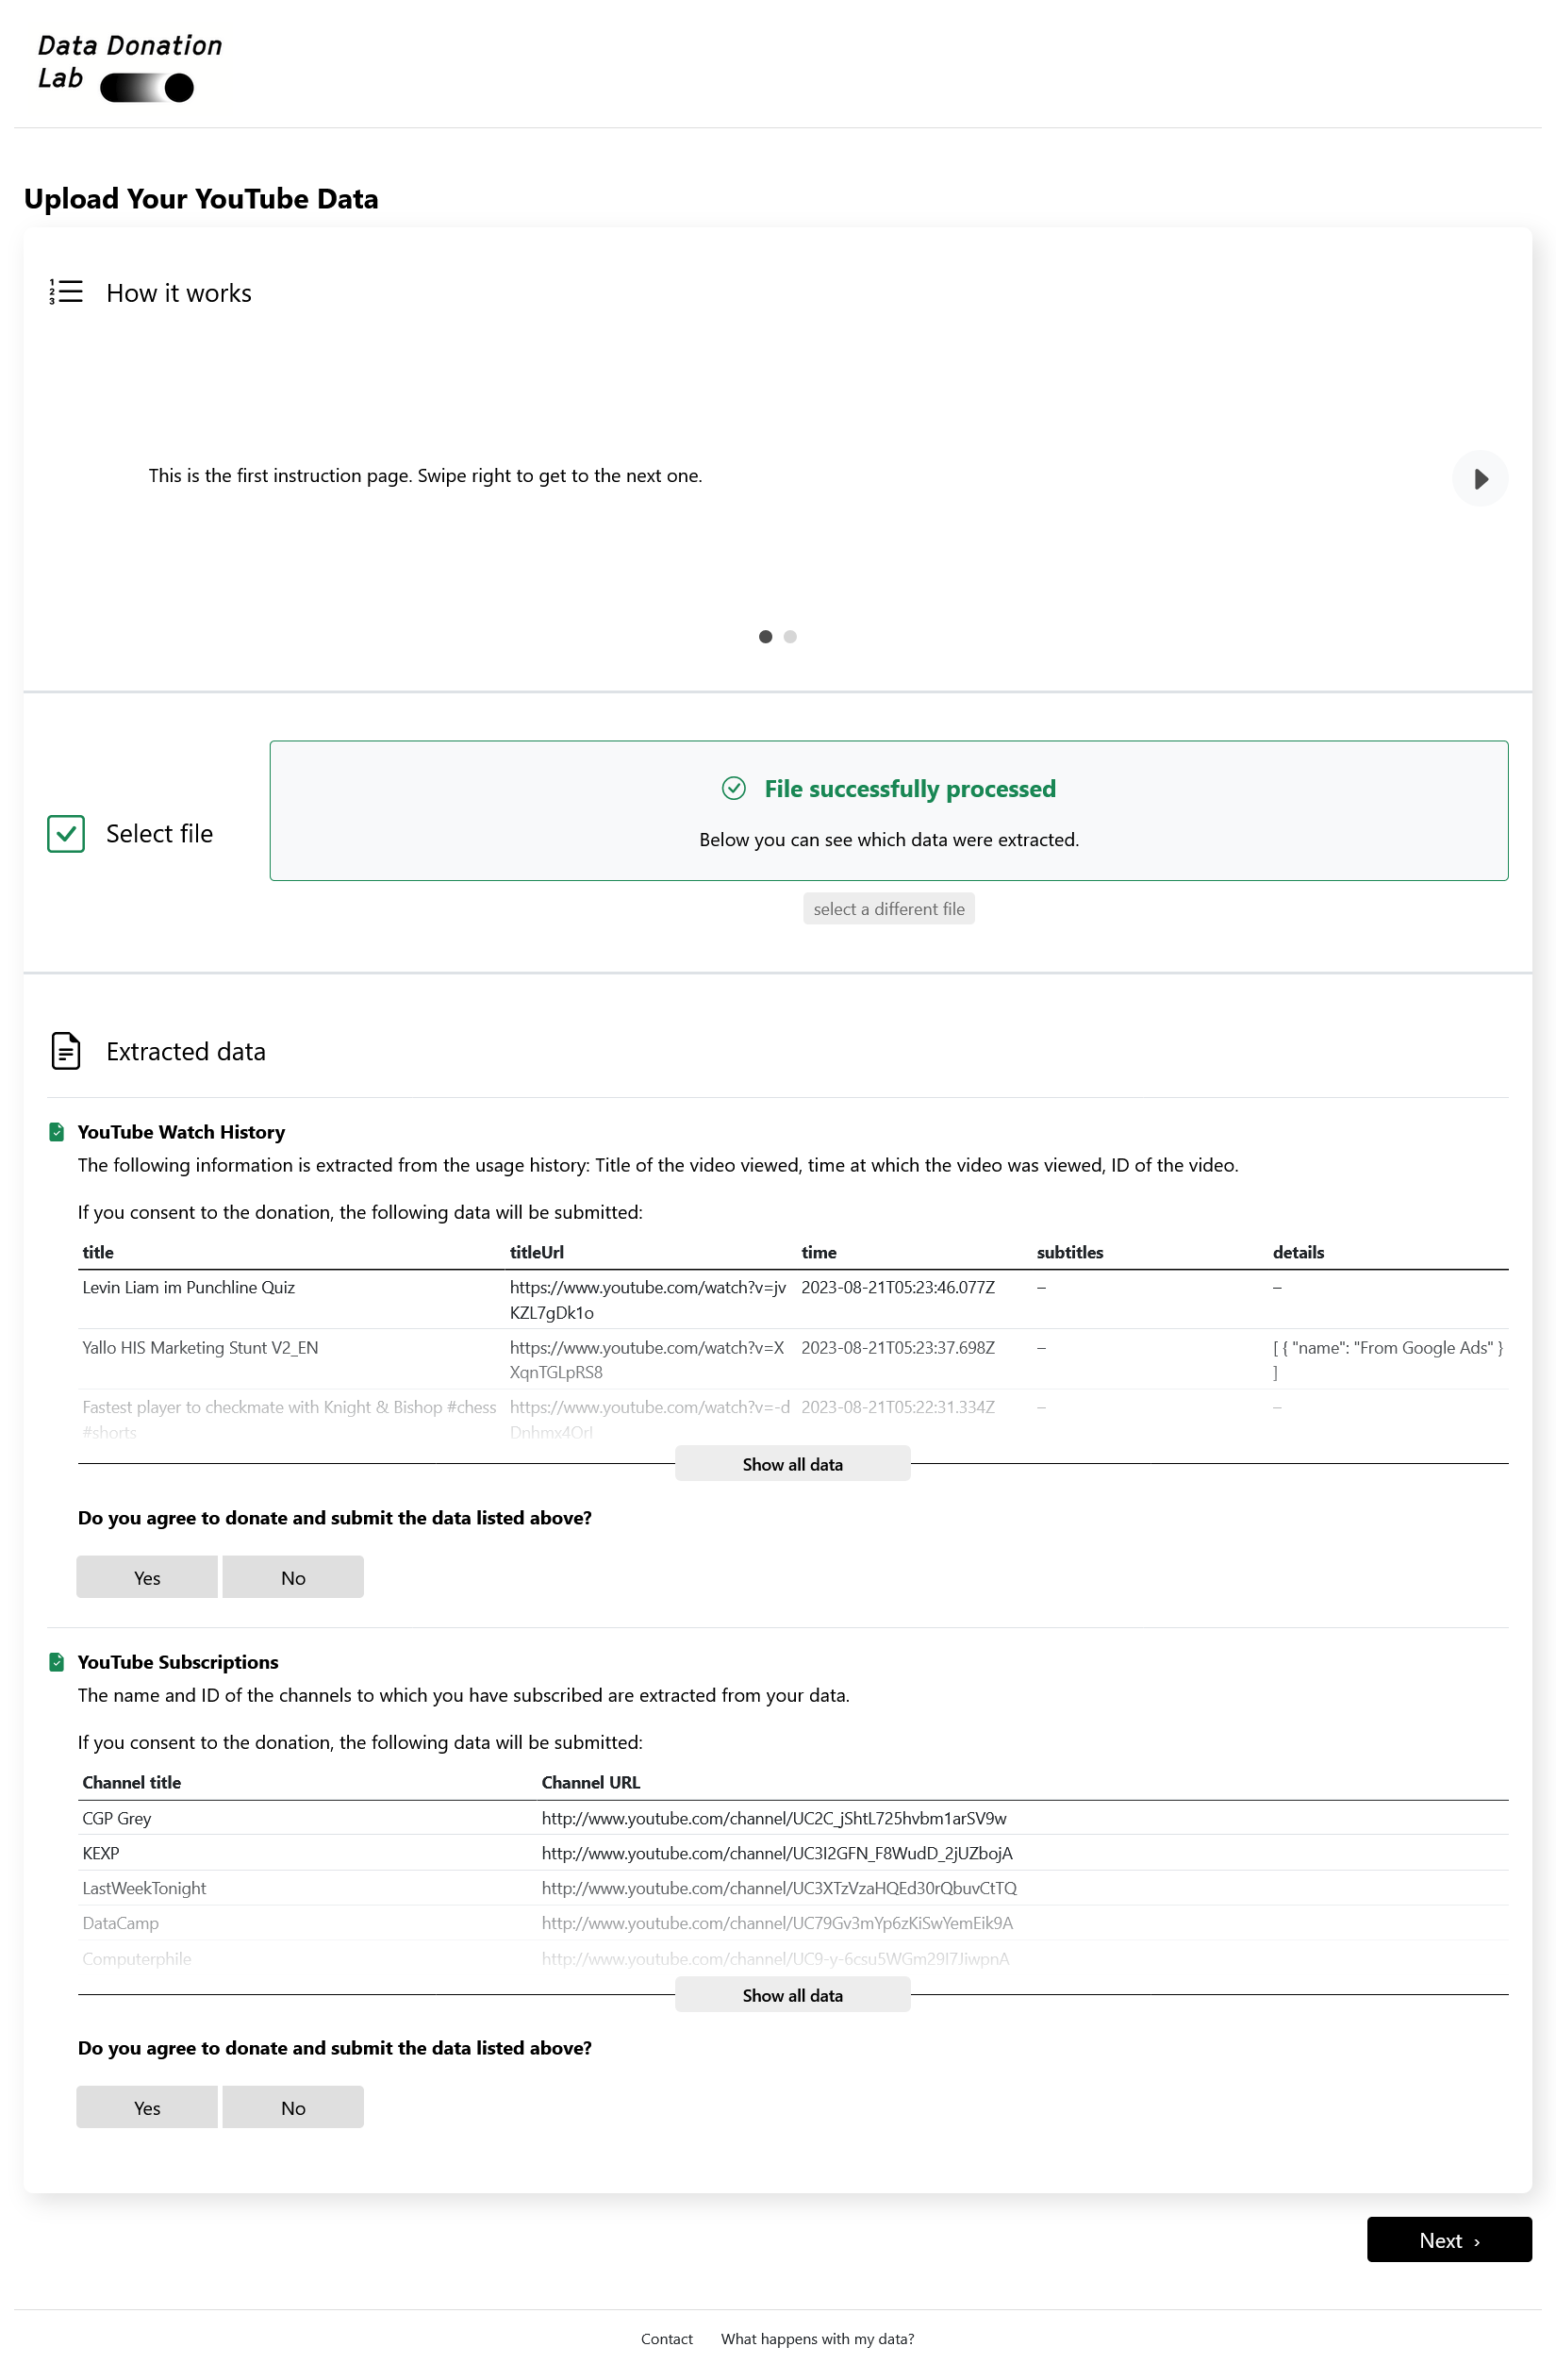 Data Donation
Lab
Upload Your YouTube Data
1
2
3
How it works
This is the first instruction page. Swipe right to get to the next one.
Select file
File successfully processed
Below you can see which data were extracted.
select a different file
Extracted data
YouTube Watch History
The following information is extracted from the usage history: Title of the video viewed, time at which the video was viewed, ID of the video.
If you consent to the donation, the following data will be submitted:
title titleUrl time subtitles details
Levin Liam im Punchline Quiz https://www.youtube.com/watch?v=jv 2023-08-21T05:23:46.077Z – –
KZL7gDk1o
Yallo HIS Marketing Stunt V2_EN https://www.youtube.com/watch?v=X 2023-08-21T05:23:37.698Z – [ { "name": "From Google Ads" }
XqnTGLpRS8 ]
Fastest player to checkmate with Knight & Bishop #chess https://www.youtube.com/watch?v=-d 2023-08-21T05:22:31.334Z – –
#shorts
Show all data
Do you agree to donate and submit the data listed above?
Yes No
YouTube Subscriptions
The name and ID of the channels to which you have subscribed are extracted from your data.
If you consent to the donation, the following data will be submitted:
Channel title Channel URL
CGP Grey http://www.youtube.com/channel/UC2C_jShtL725hvbm1arSV9w
KEXP http://www.youtube.com/channel/UC3I2GFN_F8WudD_2jUZbojA
LastWeekTonight http://www.youtube.com/channel/UC3XTzVzaHQEd30rQbuvCtTQ
DataCamp http://www.youtube.com/channel/UC79Gv3mYp6zKiSwYemEik9A
Computerphile http://www.youtube.com/channel/UC9-y-6csu5WGm29I7JiwpnA
Show all data
Do you agree to donate and submit the data listed above?
Yes No
Next ›
Contact What happens with my data?